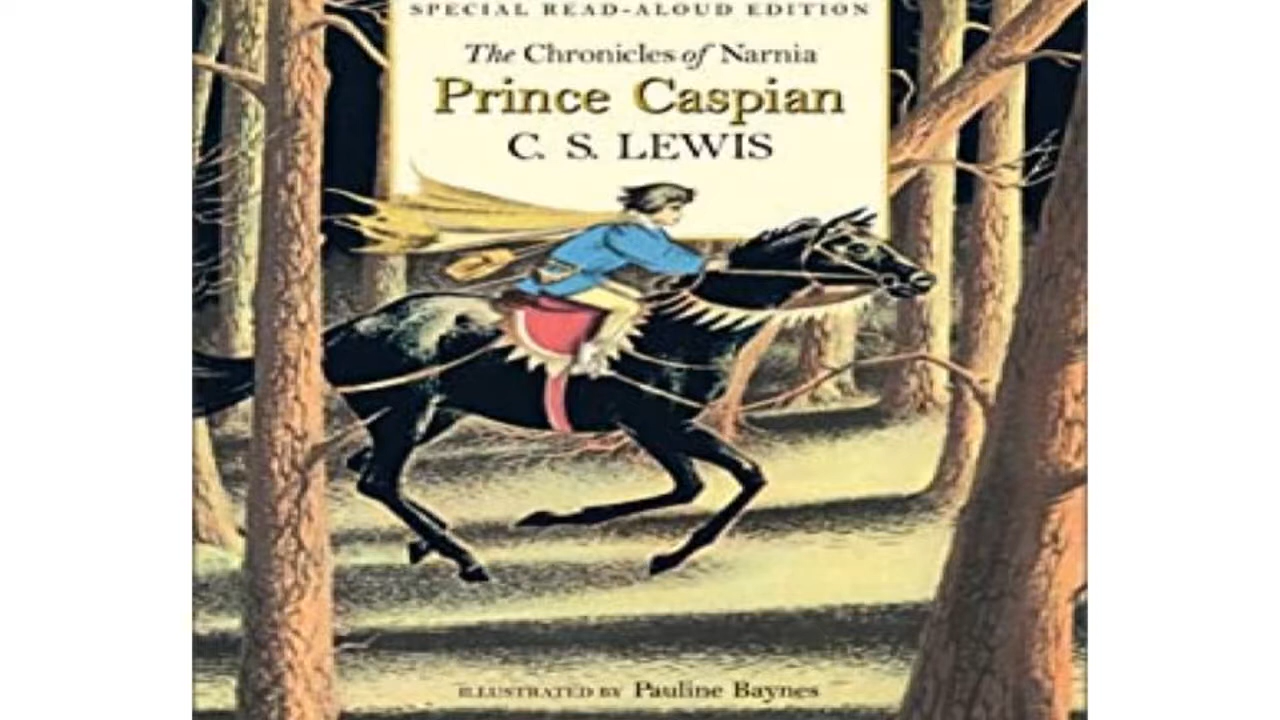 SPECIAL READ-ALOUD EDITION
The Chronicles of Narnia
Prince Caspian
C. S. LEWIS
ILLUSTRATED BY Pauline Baynes